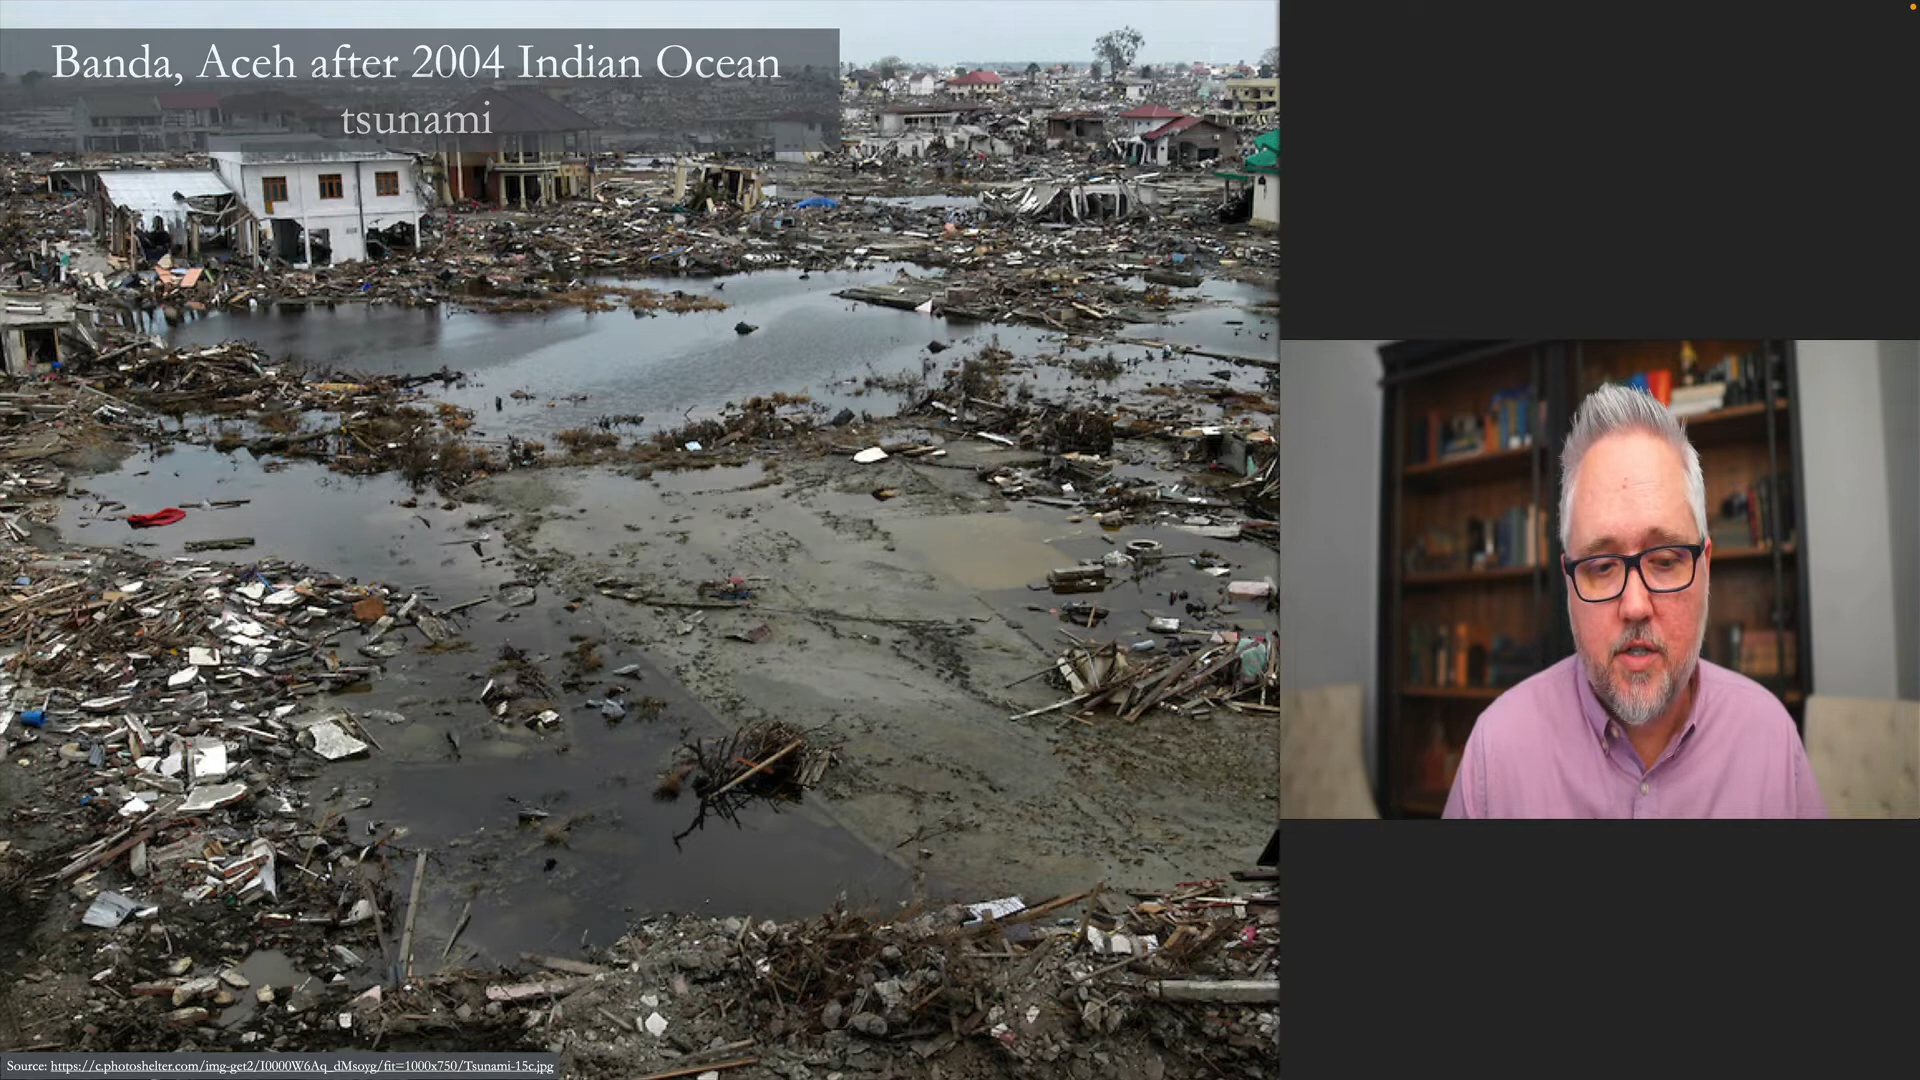 Banda, Aceh after 2004 Indian Ocean
tsunami
Source: https://c.photoshelter.com/img-get2/I0000W6Aq_dMsoyg/fit=1000x750/Tsunami-15c.jpg